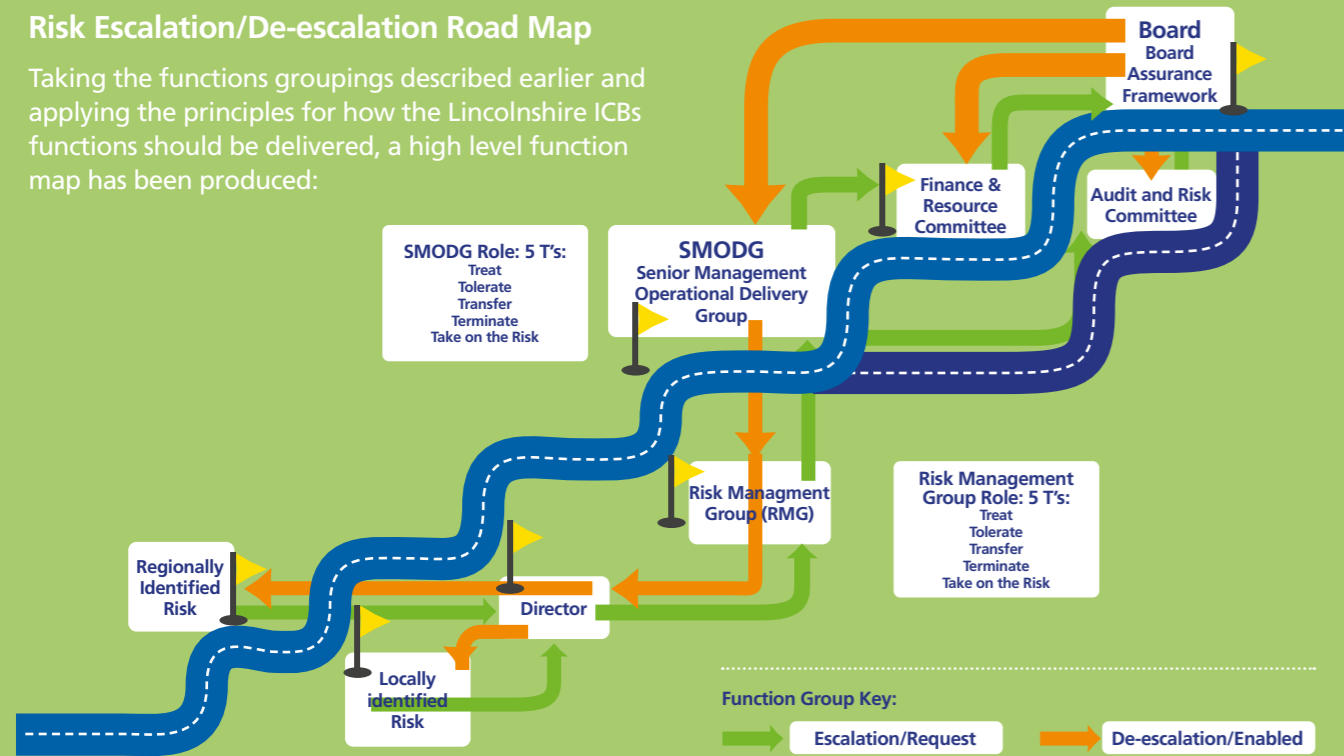 Risk Escalation/De-escalation Road Map
Taking the functions groupings described earlier and
applying the principles for how the Lincolnshire ICBs
functions should be delivered, a high level function
map has been produced:
Board
Board
Assurance
Framework
Finance &
Resource
Committee
Audit and Risk
Committee
SMODG Role: 5 T's:
Treat
Tolerate
Transfer
Terminate
Take on the Risk
SMODG
Senior Management
Operational Delivery
Group
Risk Managment
Group (RMG)
Risk Management
Group Role: 5 T's:
Treat
Tolerate
Transfer
Terminate
Take on the Risk
Regionally
Identified
Risk
Director
Locally
identified
Risk
Function Group Key:
Escalation/Request
De-escalation/Enabled